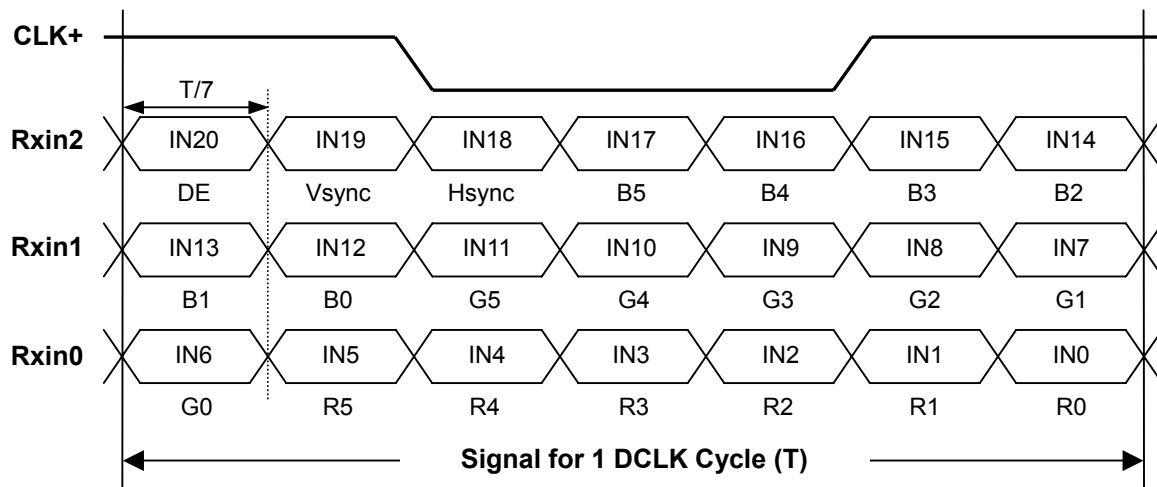 CLK+
T/7
Rxin2 IN20 IN19 IN18 IN17 IN16 IN15 IN14
DE Vsync Hsync B5 B4 B3 B2
Rxin1 IN13 IN12 IN11 IN10 IN9 IN8 IN7
B1 B0 G5 G4 G3 G2 G1
Rxin0 IN6 IN5 IN4 IN3 IN2 IN1 IN0
G0 R5 R4 R3 R2 R1 R0
Signal for 1 DCLK Cycle (T)